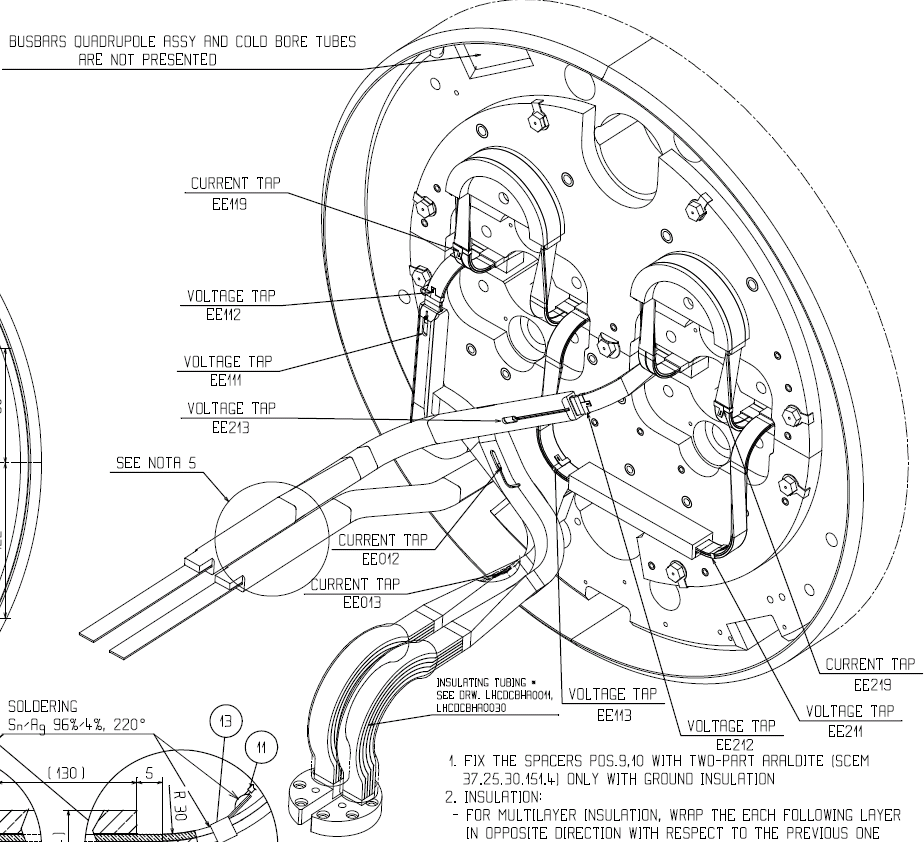 BUSBARS QUADRUPOLE ASSY AND COLD BORE TUBES
ARE NOT PRESENTED
CURRENT TAP
EE119
VOLTAGE TAP
EE112
VOLTAGE TAP
EE111
VOLTAGE TAP
EE213
SEE NOTA 5
CURRENT TAP
EE012
CURRENT TAP
EE013
INSULATING TUBING *
SEE DRW. LHCDCBHA0011,
LHCDCBHA0030
VOLTAGE TAP
EE113
VOLTAGE TAP
EE212
CURRENT TAP
EE219
VOLTAGE TAP
EE211
SOLDERING
Sn/Ag 96%/4%, 220°
13
11
(130)
5
R 30
1. FIX THE SPACERS POS.9,10 WITH TWO-PART ARALDITE (SCEM
37.25.30.151.4) ONLY WITH GROUND INSULATION
2. INSULATION:
- FOR MULTILAYER INSULATION, WRAP THE EACH FOLLOWING LAYER
IN OPPOSITE DIRECTION WITH RESPECT TO THE PREVIOUS ONE